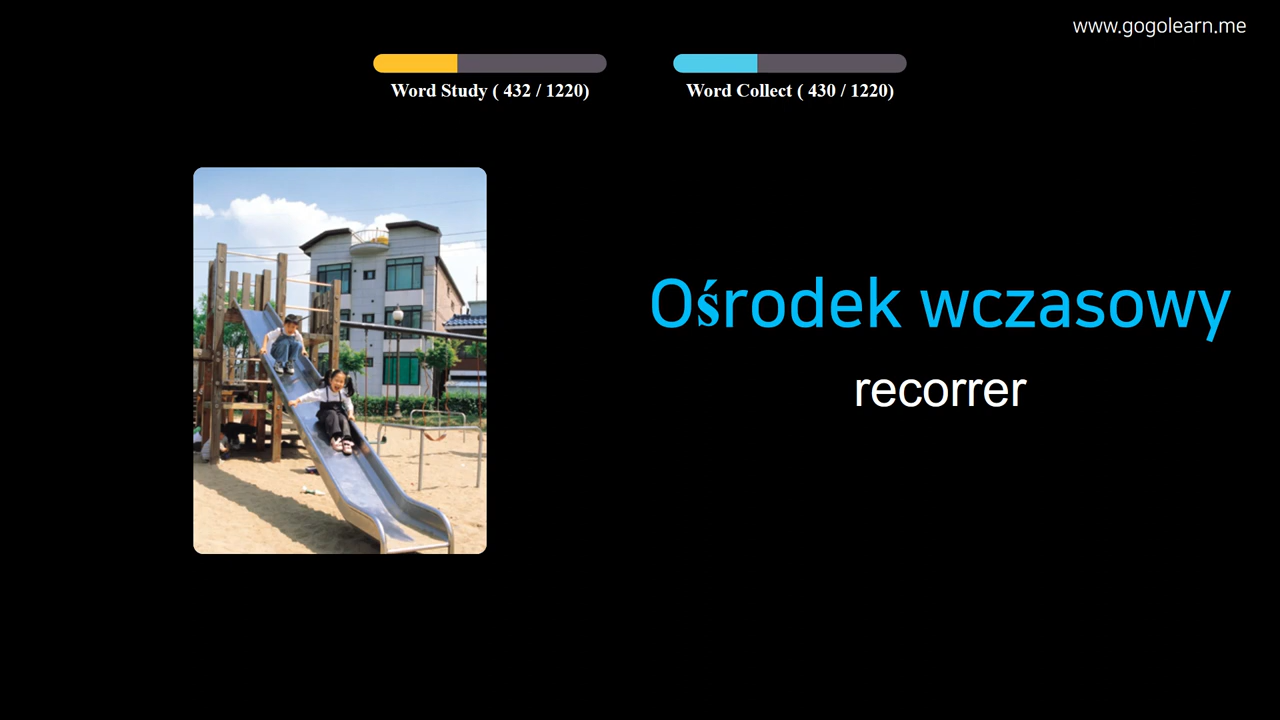 www.gogolearn.me
Word Study ( 432 / 1220)
Word Collect ( 430 / 1220)
Ośrodek wczasowy
recorrer